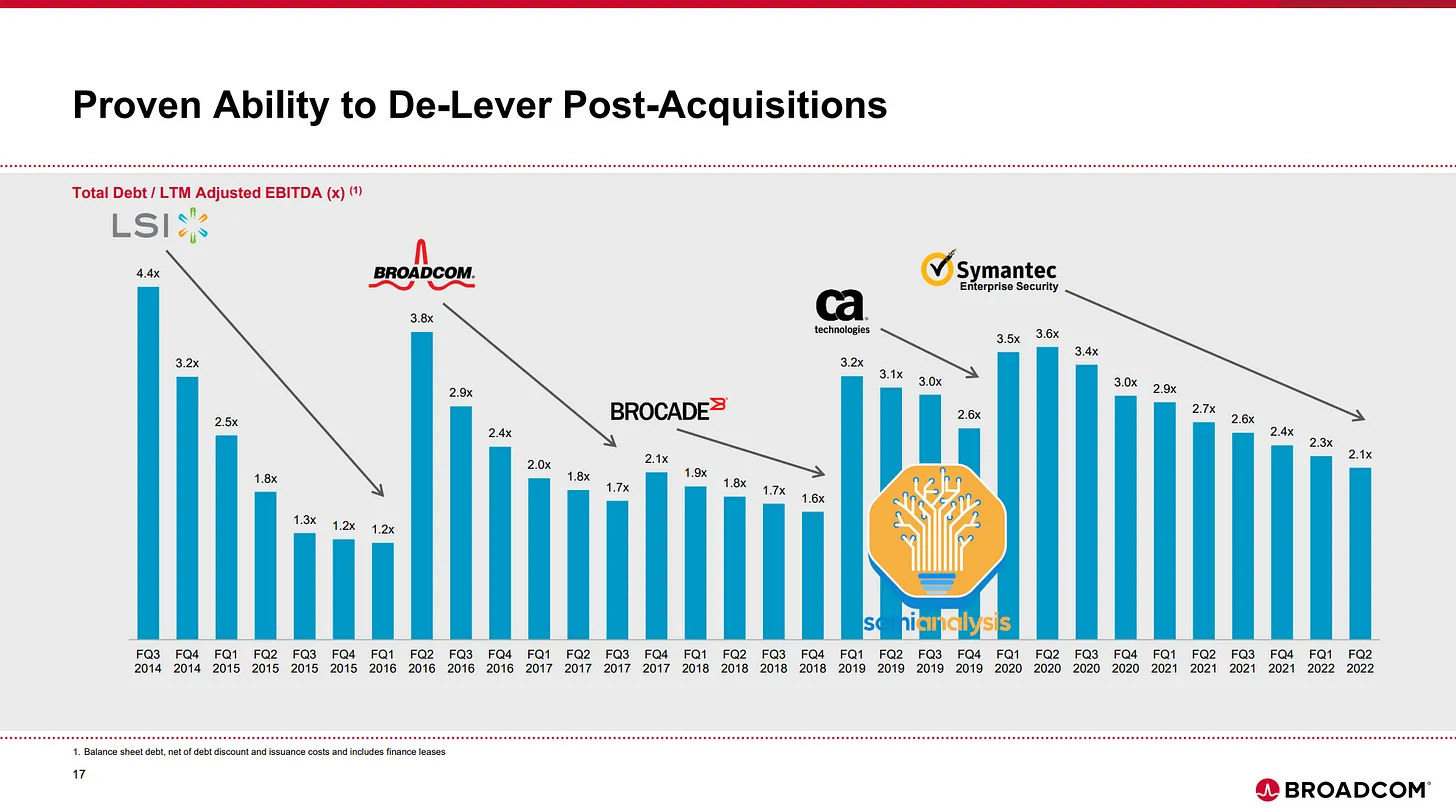 Proven Ability to De-Lever Post-Acquisitions
Total Debt / LTM Adjusted EBITDA (x) (1)
LSI
BROADCOM®
BROCADE
ca
technologies
Symantec
Enterprise Security
4.4x
3.2x
2.5x
1.8x
1.3x
1.2x
1.2x
3.8x
2.9x
2.4x
2.0x
1.8x
1.7x
2.1x
1.9x
1.8x
1.7x
1.6x
3.2x
3.1x
3.0x
2.6x
3.5x
3.6x
3.4x
3.0x
2.9x
2.7x
2.6x
2.4x
2.3x
2.1x
semianalysis
FQ3 FQ4 FQ1 FQ2 FQ3 FQ4 FQ1 FQ2 FQ3 FQ4 FQ1 FQ2 FQ3 FQ4 FQ1 FQ2 FQ3 FQ4 FQ1 FQ2 FQ3 FQ4 FQ1 FQ2 FQ3 FQ4 FQ1 FQ2 FQ3 FQ4 FQ1 FQ2
2014 2014 2015 2015 2015 2015 2016 2016 2016 2016 2017 2017 2017 2017 2018 2018 2018 2018 2019 2019 2019 2019 2020 2020 2020 2020 2021 2021 2021 2021 2022 2022
1. Balance sheet debt, net of debt discount and issuance costs and includes finance leases
17
BROADCOM®